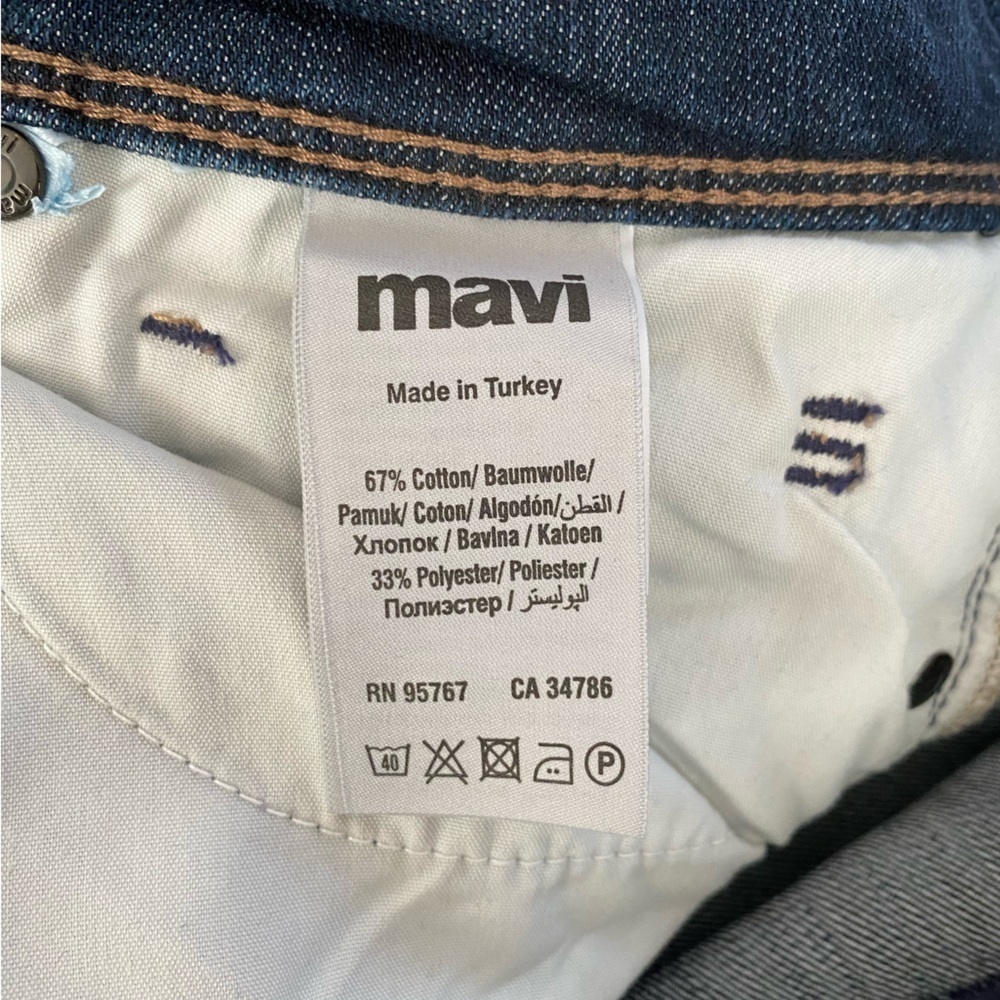 mavi
Made in Turkey
67% Cotton/ Baumwolle/
Pamuk/ Coton/ Algodón/القطن /
Хлопок / Bavlna / Katoen
33% Polyester/ Poliester /
Полиэстер / البوليستر
RN 95767 CA 34786
40 P